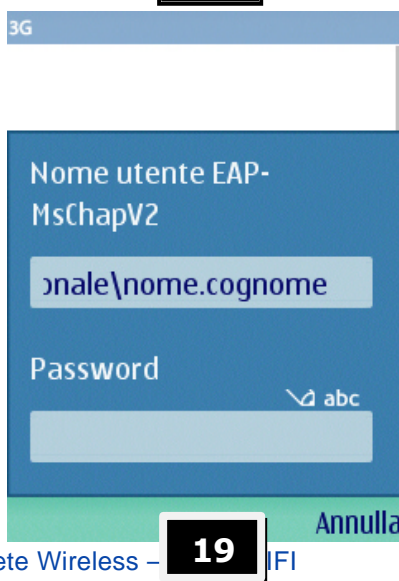 3G
Nome utente EAP-
MsChapV2
onale\nome.cognome
Password
abc
Annulla
ete Wireless – 19 IFI